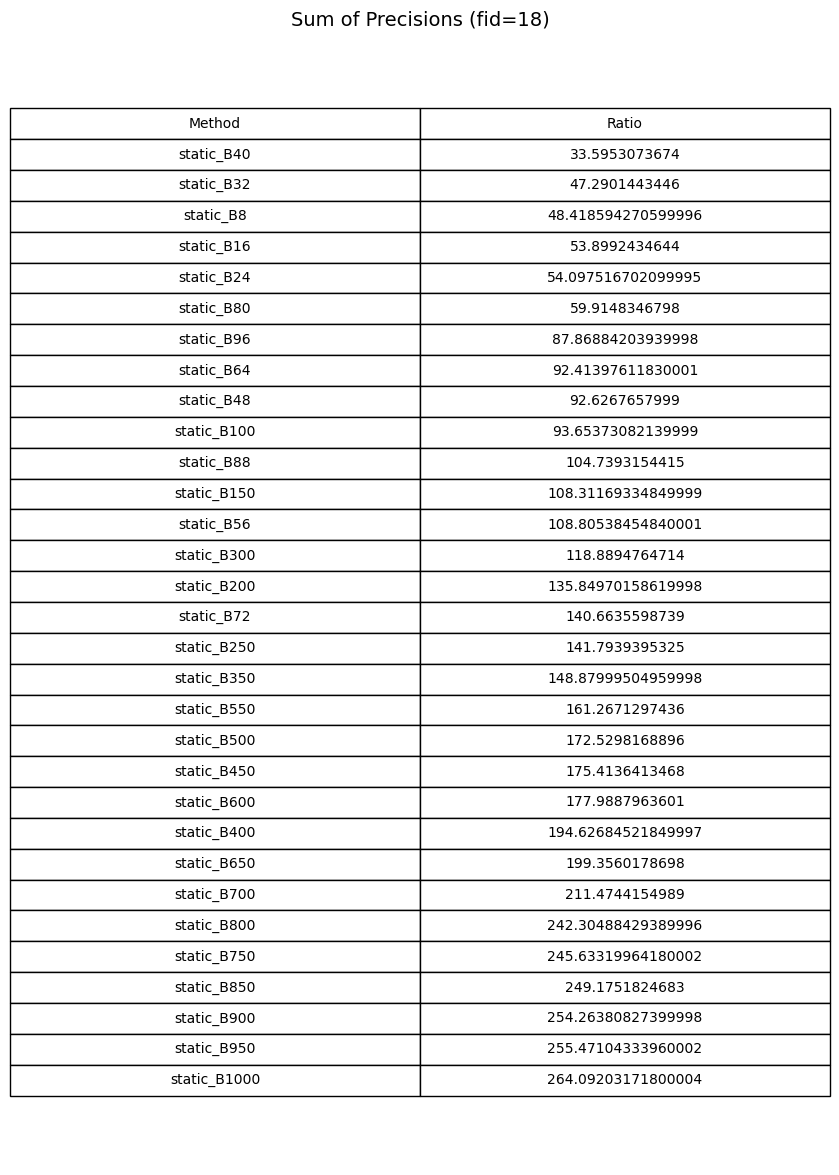 Sum of Precisions (fid=18)
Method Ratio
static_B40 33.5953073674
static_B32 47.2901443446
static_B8 48.418594270599996
static_B16 53.8992434644
static_B24 54.097516702099995
static_B80 59.9148346798
static_B96 87.86884203939998
static_B64 92.41397611830001
static_B48 92.6267657999
static_B100 93.65373082139999
static_B88 104.7393154415
static_B150 108.31169334849999
static_B56 108.80538454840001
static_B300 118.8894764714
static_B200 135.84970158619998
static_B72 140.6635598739
static_B250 141.7939395325
static_B350 148.87999504959998
static_B550 161.2671297436
static_B500 172.5298168896
static_B450 175.4136413468
static_B600 177.9887963601
static_B400 194.62684521849997
static_B650 199.3560178698
static_B700 211.4744154989
static_B800 242.30488429389996
static_B750 245.63319964180002
static_B850 249.1751824683
static_B900 254.26380827399998
static_B950 255.47104333960002
static_B1000 264.09203171800004